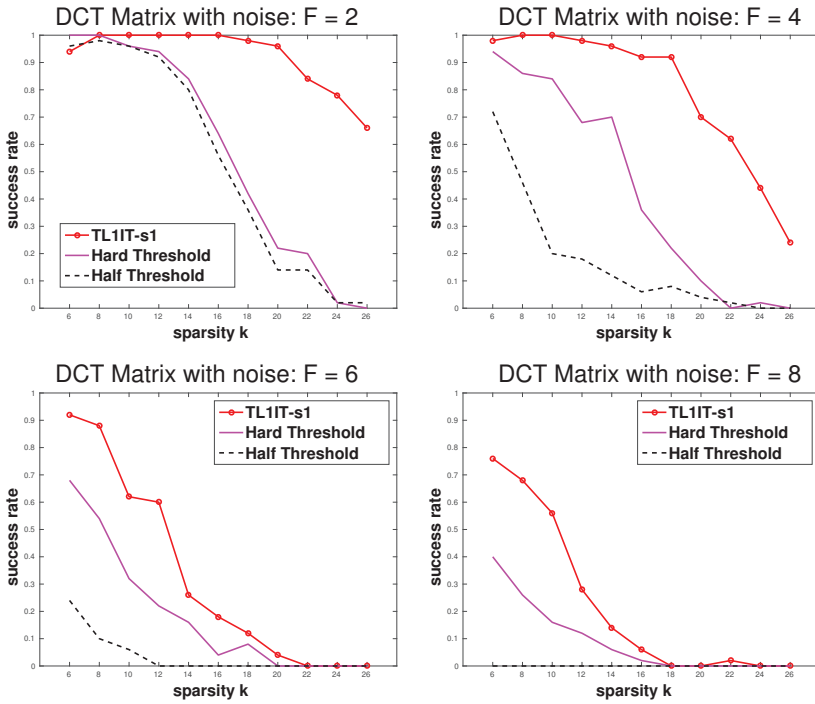 DCT Matrix with noise: F = 2
success rate
1
0.9
0.8
0.7
0.6
0.5
0.4
0.3
0.2
0.1
0
TL1IT-s1
Hard Threshold
Half Threshold
6 8 10 12 14 16 18 20 22 24 26
sparsity k
DCT Matrix with noise: F = 4
success rate
1
0.9
0.8
0.7
0.6
0.5
0.4
0.3
0.2
0.1
0
6 8 10 12 14 16 18 20 22 24 26
sparsity k
DCT Matrix with noise: F = 6
success rate
1
0.9
0.8
0.7
0.6
0.5
0.4
0.3
0.2
0.1
0
TL1IT-s1
Hard Threshold
Half Threshold
6 8 10 12 14 16 18 20 22 24 26
sparsity k
DCT Matrix with noise: F = 8
success rate
1
0.9
0.8
0.7
0.6
0.5
0.4
0.3
0.2
0.1
0
TL1IT-s1
Hard Threshold
Half Threshold
6 8 10 12 14 16 18 20 22 24 26
sparsity k